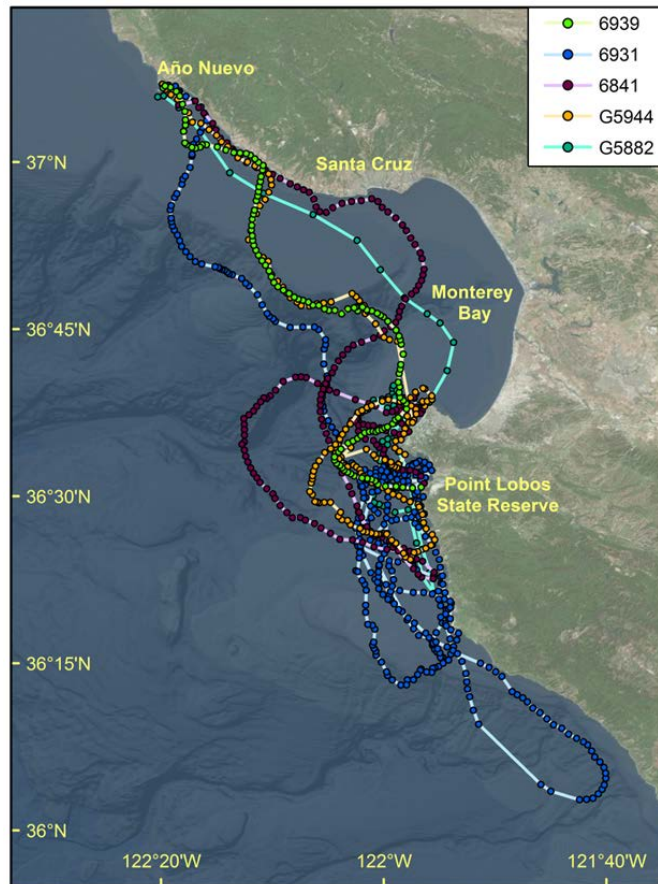 6939
6931
6841
G5944
G5882
Año Nuevo
37°N
Santa Cruz
Monterey
Bay
36°45'N
36°30'N
Point Lobos
State Reserve
36°15'N
36°N
122°20'W
122°W
121°40'W